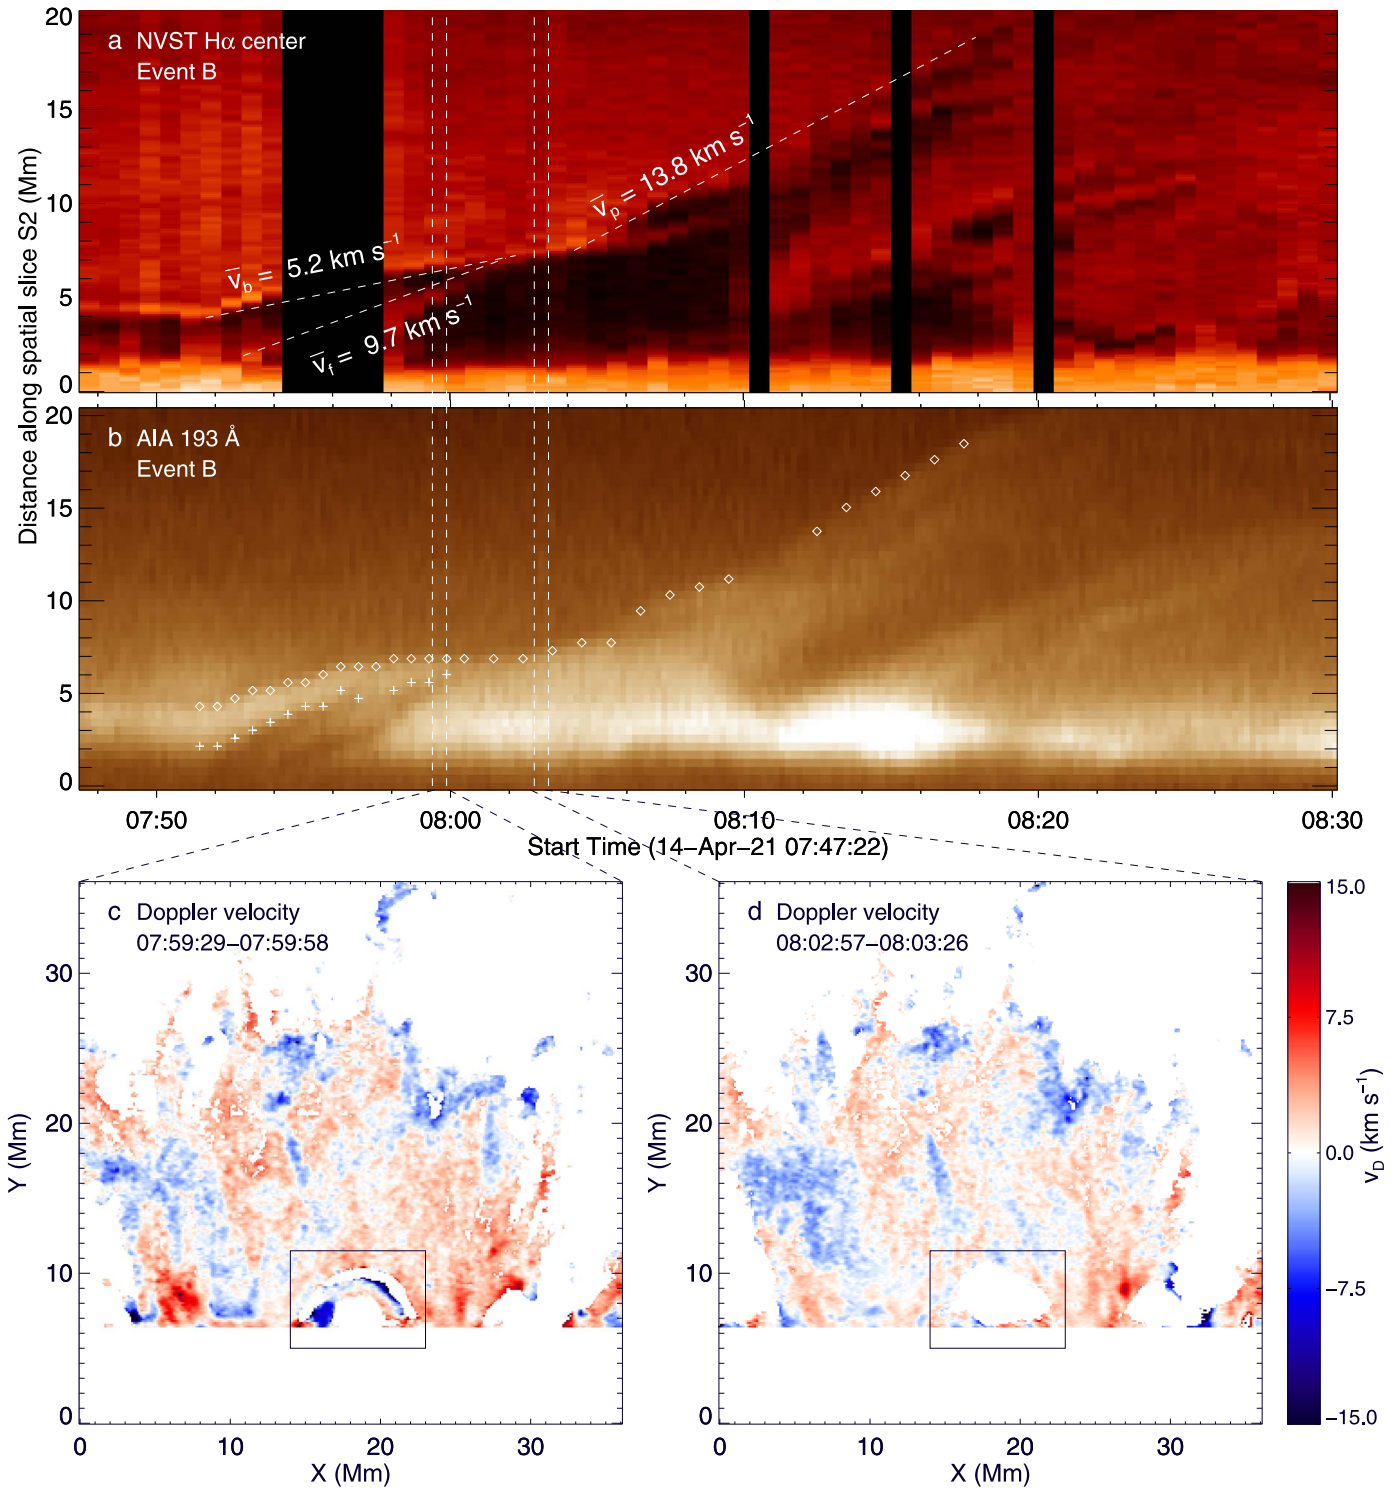 20
15
10
5
0
Distance along spatial slice S2 (Mm)
a NVST Hα center
Event B
v̅b = 5.2 km s⁻¹
v̅f = 9.7 km s⁻¹
v̅p = 13.8 km s⁻¹
20
15
10
5
0
b AIA 193 Å
Event B
07:50 08:00 08:10 08:20 08:30
Start Time (14–Apr–21 07:47:22)
c Doppler velocity
07:59:29–07:59:58
30
20
10
0
Y (Mm)
0 10 20 30
X (Mm)
d Doppler velocity
08:02:57–08:03:26
30
20
10
0
Y (Mm)
0 10 20 30
X (Mm)
15.0
7.5
0.0
−7.5
−15.0
vD (km s⁻¹)